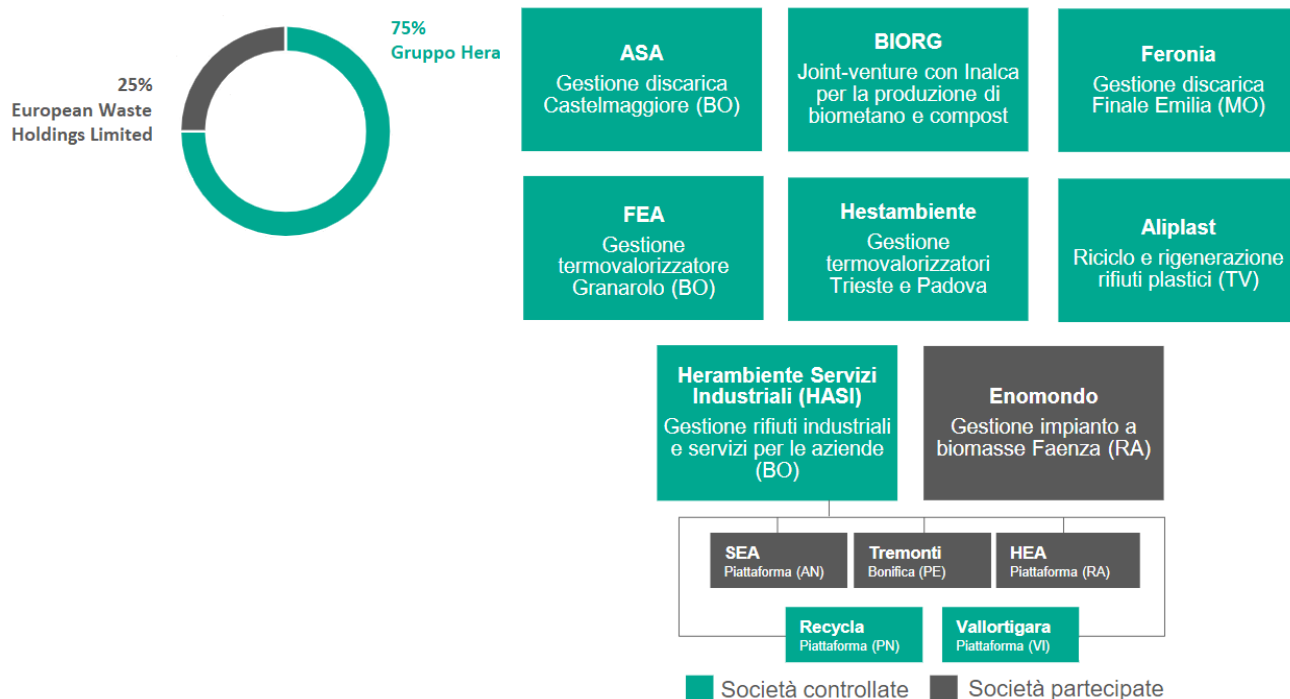 75%
Gruppo Hera
25%
European Waste
Holdings Limited
ASA
Gestione discarica
Castelmaggiore (BO)
BIORG
Joint-venture con Inalca
per la produzione di
biometano e compost
Feronia
Gestione discarica
Finale Emilia (MO)
FEA
Gestione
termovalorizzatore
Granarolo (BO)
Hestambiente
Gestione
termovalorizzatori
Trieste e Padova
Aliplast
Riciclo e rigenerazione
rifiuti plastici (TV)
Herambiente Servizi
Industriali (HASI)
Gestione rifiuti industriali
e servizi per le aziende
(BO)
Enomondo
Gestione impianto a
biomasse Faenza (RA)
SEA
Piattaforma (AN)
Tremonti
Bonifica (PE)
HEA
Piattaforma (RA)
Recycla
Piattaforma (PN)
Vallortigara
Piattaforma (VI)
Società controllate
Società partecipate